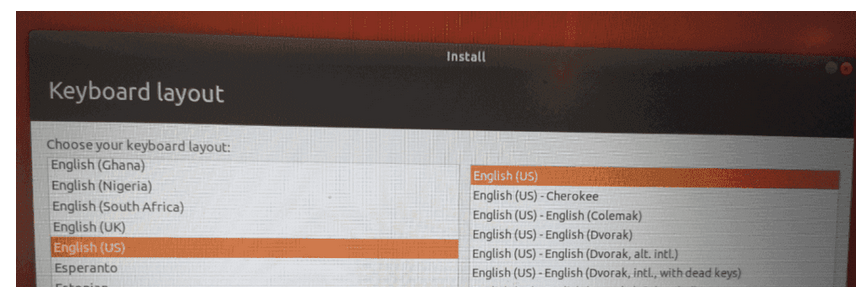 Install
Keyboard layout
Choose your keyboard layout:
English (Ghana)
English (Nigeria)
English (South Africa)
English (UK)
English (US)
Esperanto
Estonian
English (US)
English (US) - Cherokee
English (US) - English (Colemak)
English (US) - English (Dvorak)
English (US) - English (Dvorak, alt. intl.)
English (US) - English (Dvorak, intl., with dead keys)